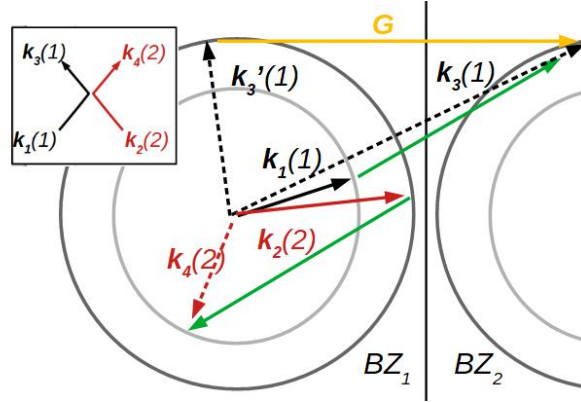 G
k₃(1)
k₄(2)
k₃'(1)
k₃(1)
k₁(1)
k₂(2)
k₁(1)
k₂(2)
k₄(2)
BZ₁
BZ₂